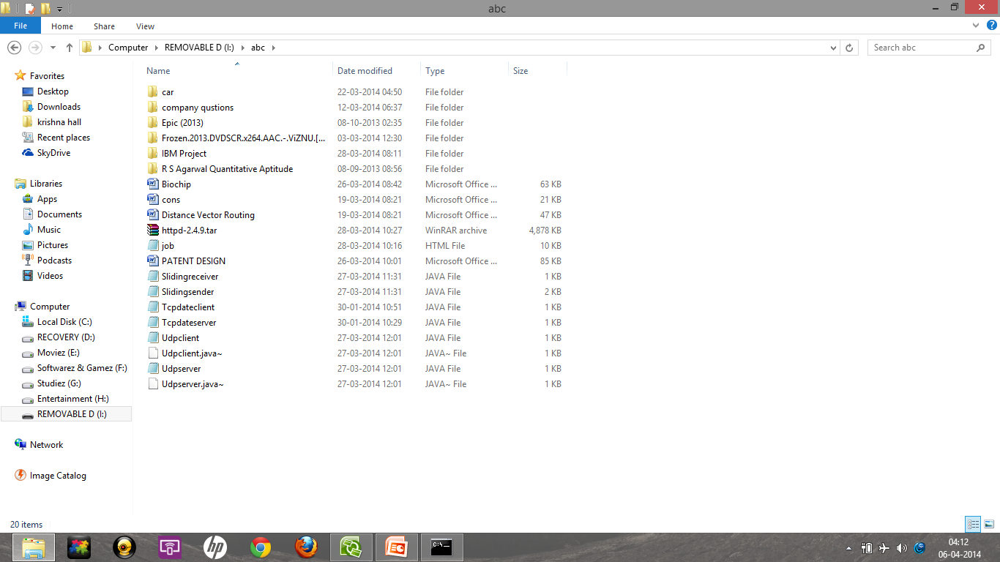 abc
File Home Share View
Computer REMOVABLE D (I:) abc
Search abc
Name Date modified Type Size
Favorites
Desktop
Downloads
krishna hall
Recent places
SkyDrive
Libraries
Apps
Documents
Music
Pictures
Podcasts
Videos
Computer
Local Disk (C:)
RECOVERY (D:)
Moviez (E:)
Softwarez & Gamez (F:)
Studiez (G:)
Entertainment (H:)
REMOVABLE D (I:)
Network
Image Catalog
car 22-03-2014 04:50 File folder
company qustions 12-03-2014 06:37 File folder
Epic (2013) 08-10-2013 02:35 File folder
Frozen.2013.DVDSCR.x264.AAC.-.ViZNU.[... 03-03-2014 12:30 File folder
IBM Project 28-03-2014 08:11 File folder
R S Agarwal Quantitative Aptitude 08-09-2013 08:56 File folder
Biochip 26-03-2014 08:42 Microsoft Office ... 63 KB
cons 19-03-2014 08:21 Microsoft Office ... 21 KB
Distance Vector Routing 19-03-2014 08:21 Microsoft Office ... 47 KB
httpd-2.4.9.tar 28-03-2014 10:27 WinRAR archive 4,878 KB
job 28-03-2014 10:16 HTML File 10 KB
PATENT DESIGN 26-03-2014 10:01 Microsoft Office ... 85 KB
Slidingreceiver 27-03-2014 11:31 JAVA File 1 KB
Slidingsender 27-03-2014 11:31 JAVA File 2 KB
Tcpdateclient 30-01-2014 10:51 JAVA File 1 KB
Tcpdateserver 30-01-2014 10:29 JAVA File 1 KB
Udpclient 27-03-2014 12:01 JAVA File 1 KB
Udpclient.java~ 27-03-2014 12:01 JAVA~ File 1 KB
Udpserver 27-03-2014 12:01 JAVA File 1 KB
Udpserver.java~ 27-03-2014 12:01 JAVA~ File 1 KB
20 items
hp
C:\
04:12
06-04-2014